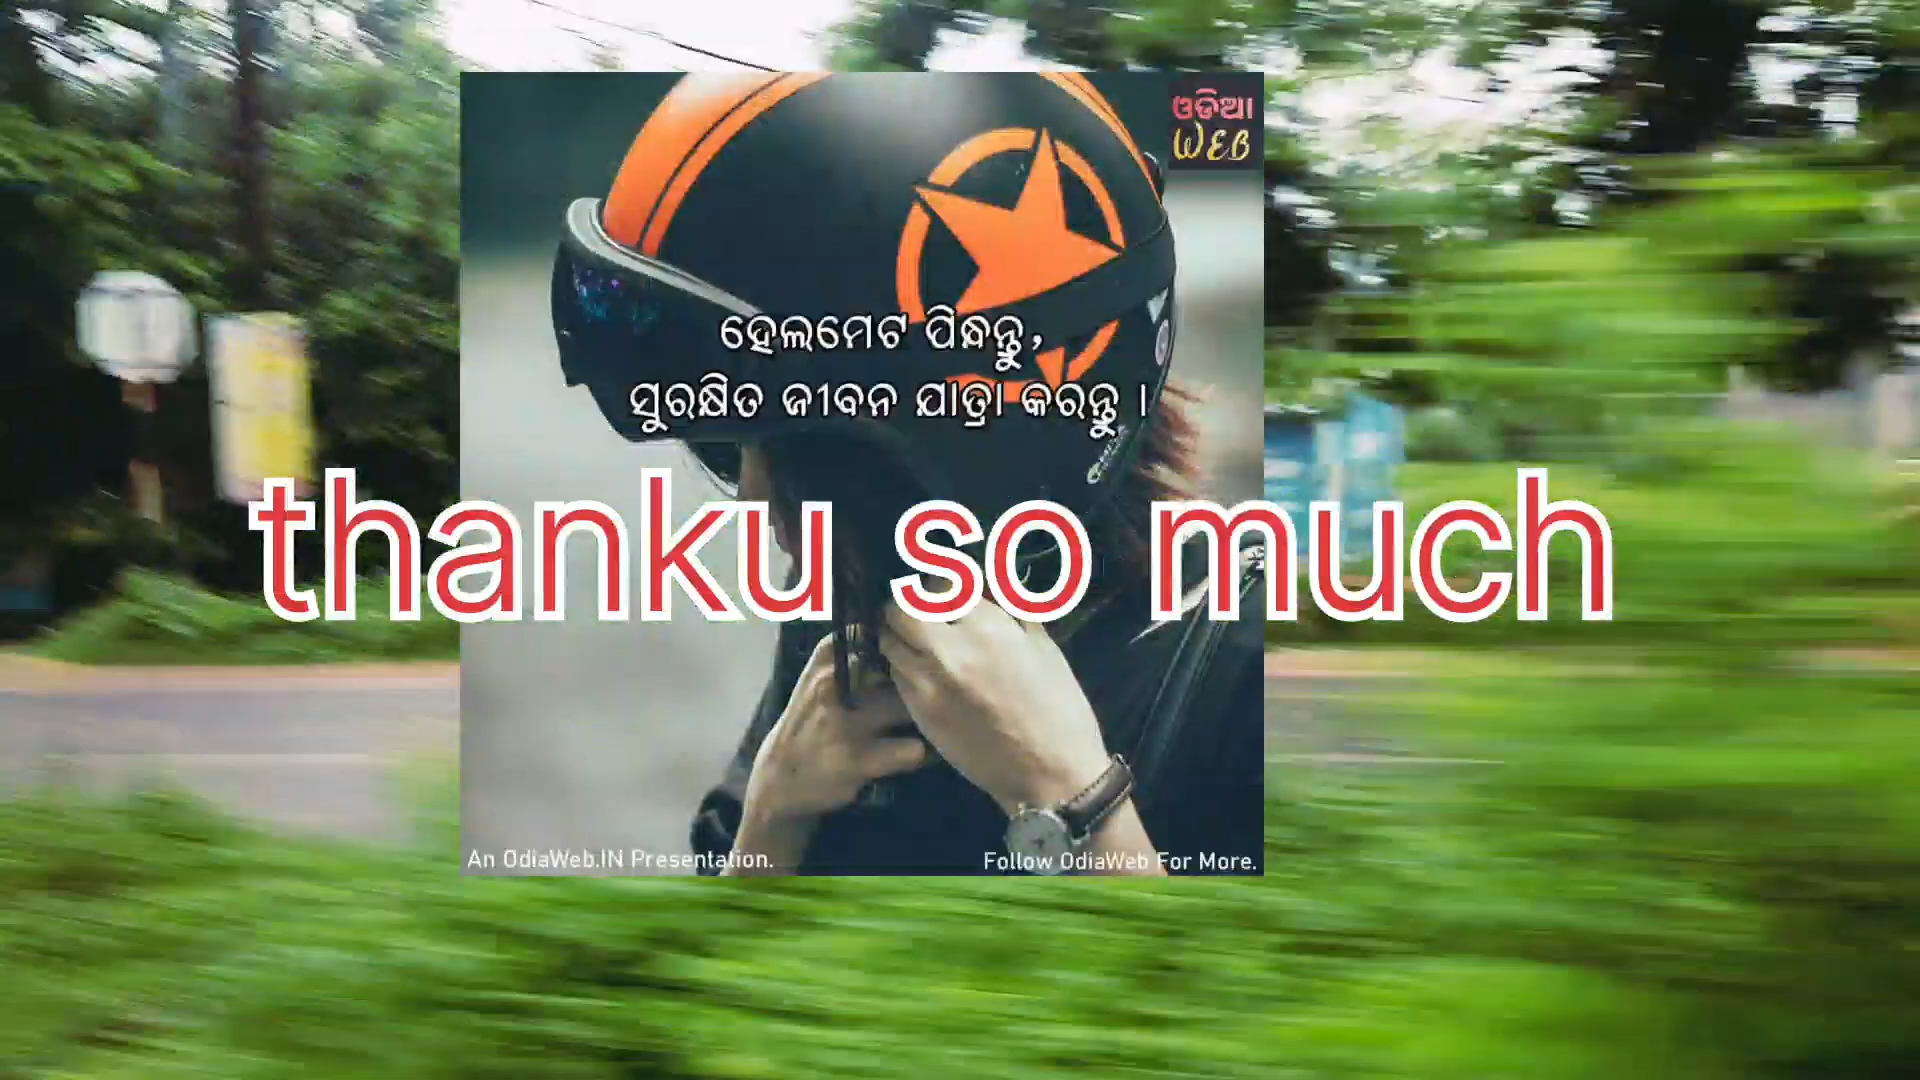 ଓଡିଆ
WEB
ହେଲମେଟ ପିନ୍ଧନ୍ତୁ,
ସୁରକ୍ଷିତ ଜୀବନ ଯାତ୍ରା କରନ୍ତୁ ।
thanku so much
An OdiaWeb.IN Presentation.
Follow OdiaWeb For More.